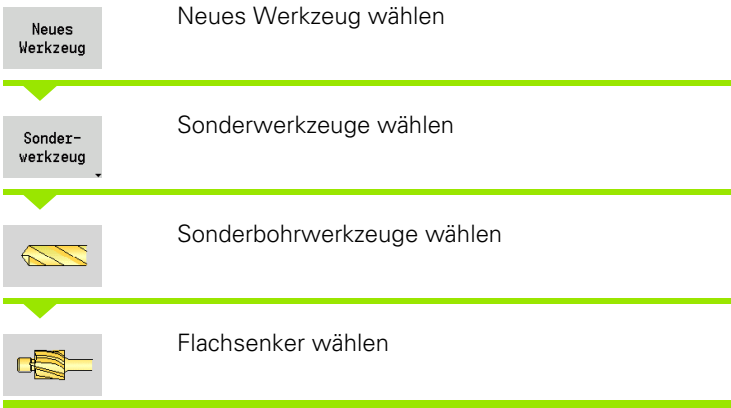 Neues
Werkzeug
Neues Werkzeug wählen
Sonder-
werkzeug
Sonderwerkzeuge wählen
Sonderbohrwerkzeuge wählen
Flachsenker wählen